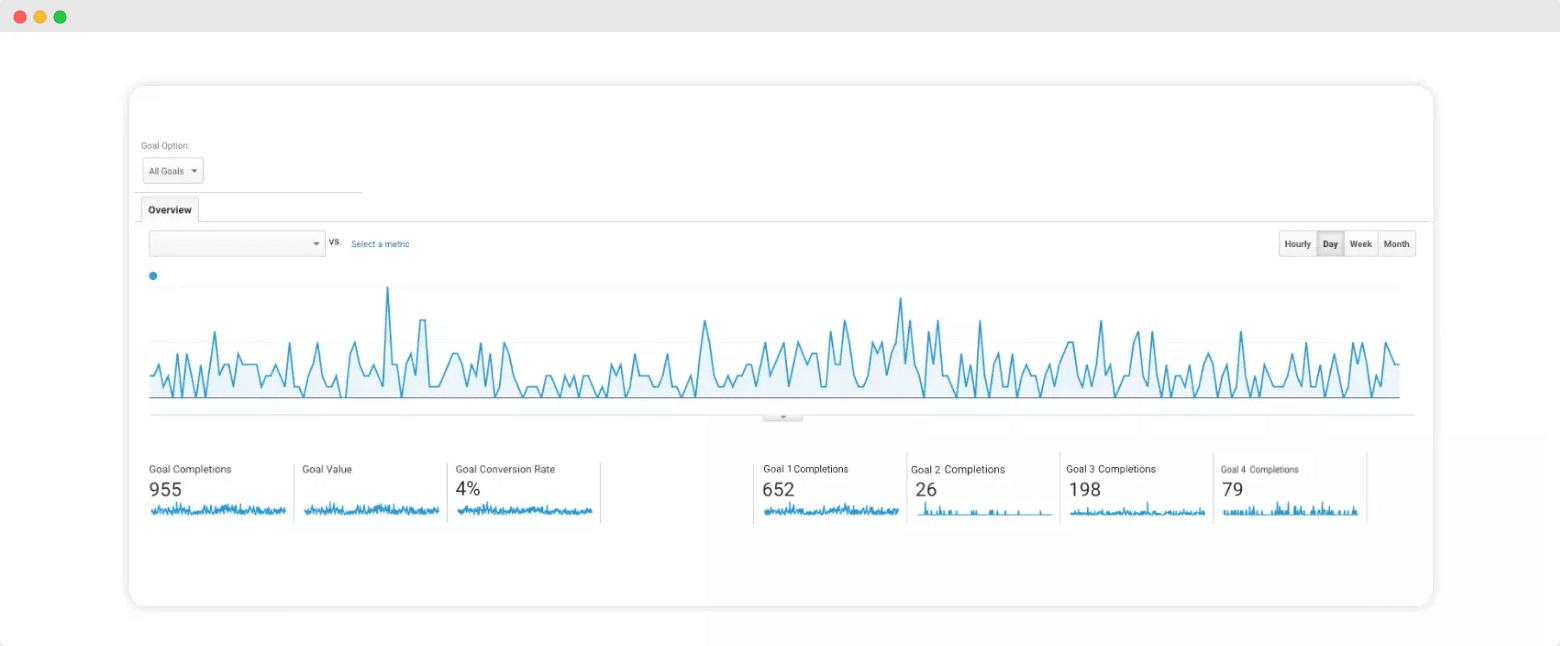 Goal Option:
All Goals
Overview
VS. Select a metric
Hourly Day Week Month
Goal Completions
955
Goal Value
Goal Conversion Rate
4%
Goal 1 Completions
652
Goal 2 Completions
26
Goal 3 Completions
198
Goal 4 Completions
79